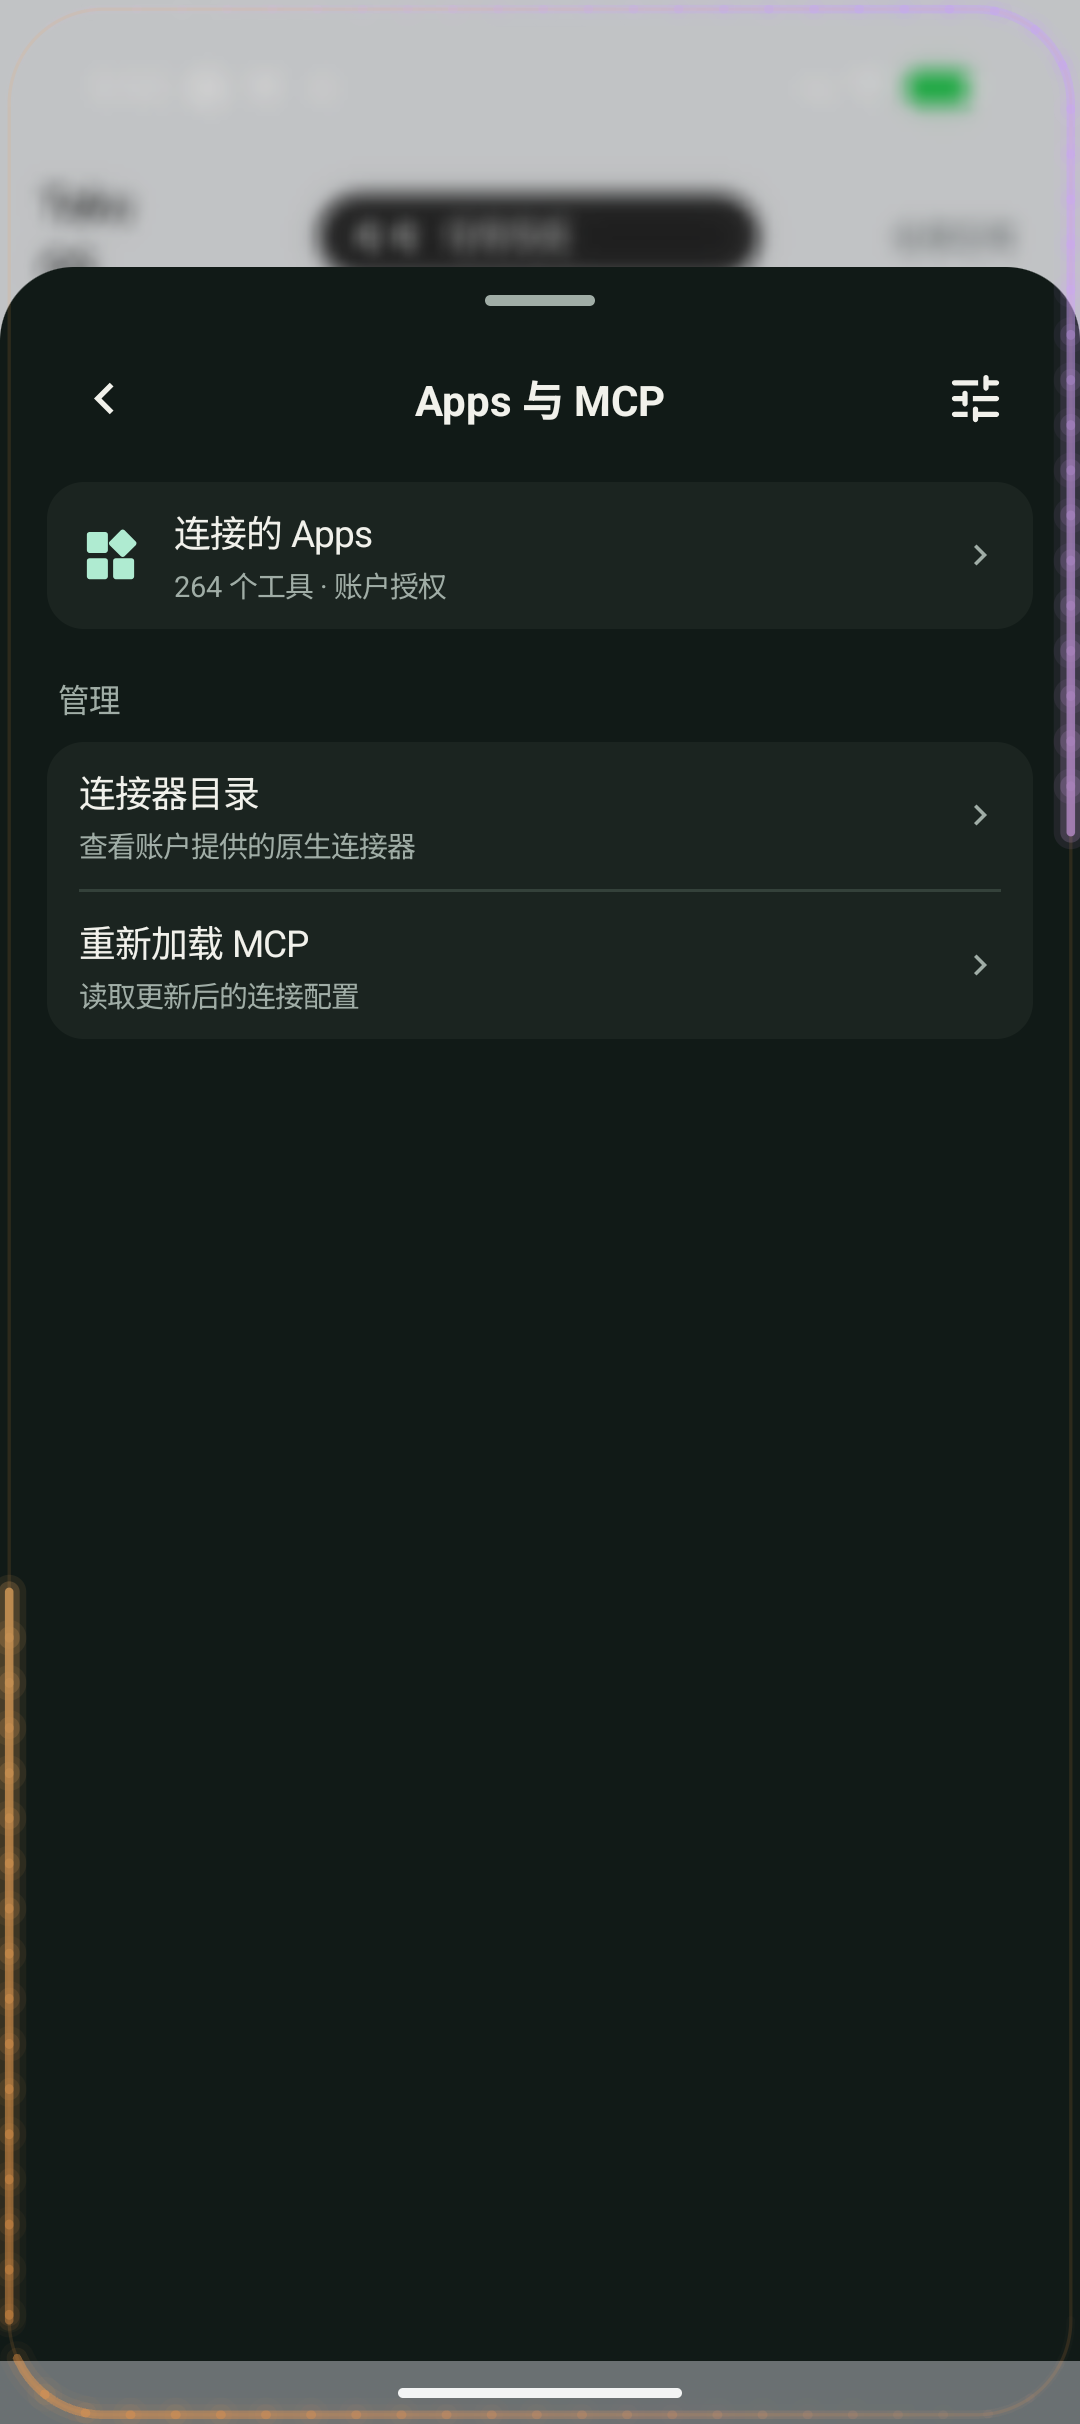 Apps 与 MCP
连接的 Apps
264 个工具 · 账户授权
管理
连接器目录
查看账户提供的原生连接器
重新加载 MCP
读取更新后的连接配置